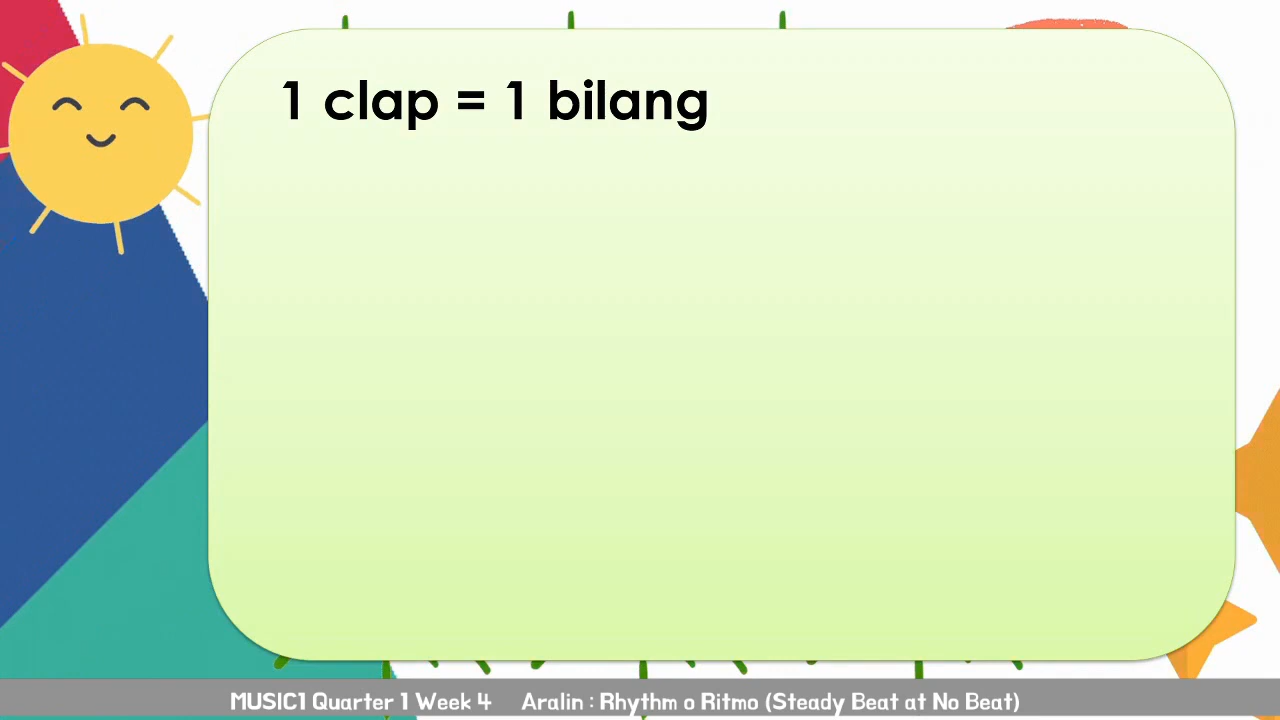 1 clap = 1 bilang
MUSIC1 Quarter 1 Week 4 Aralin : Rhythm o Ritmo (Steady Beat at No Beat)